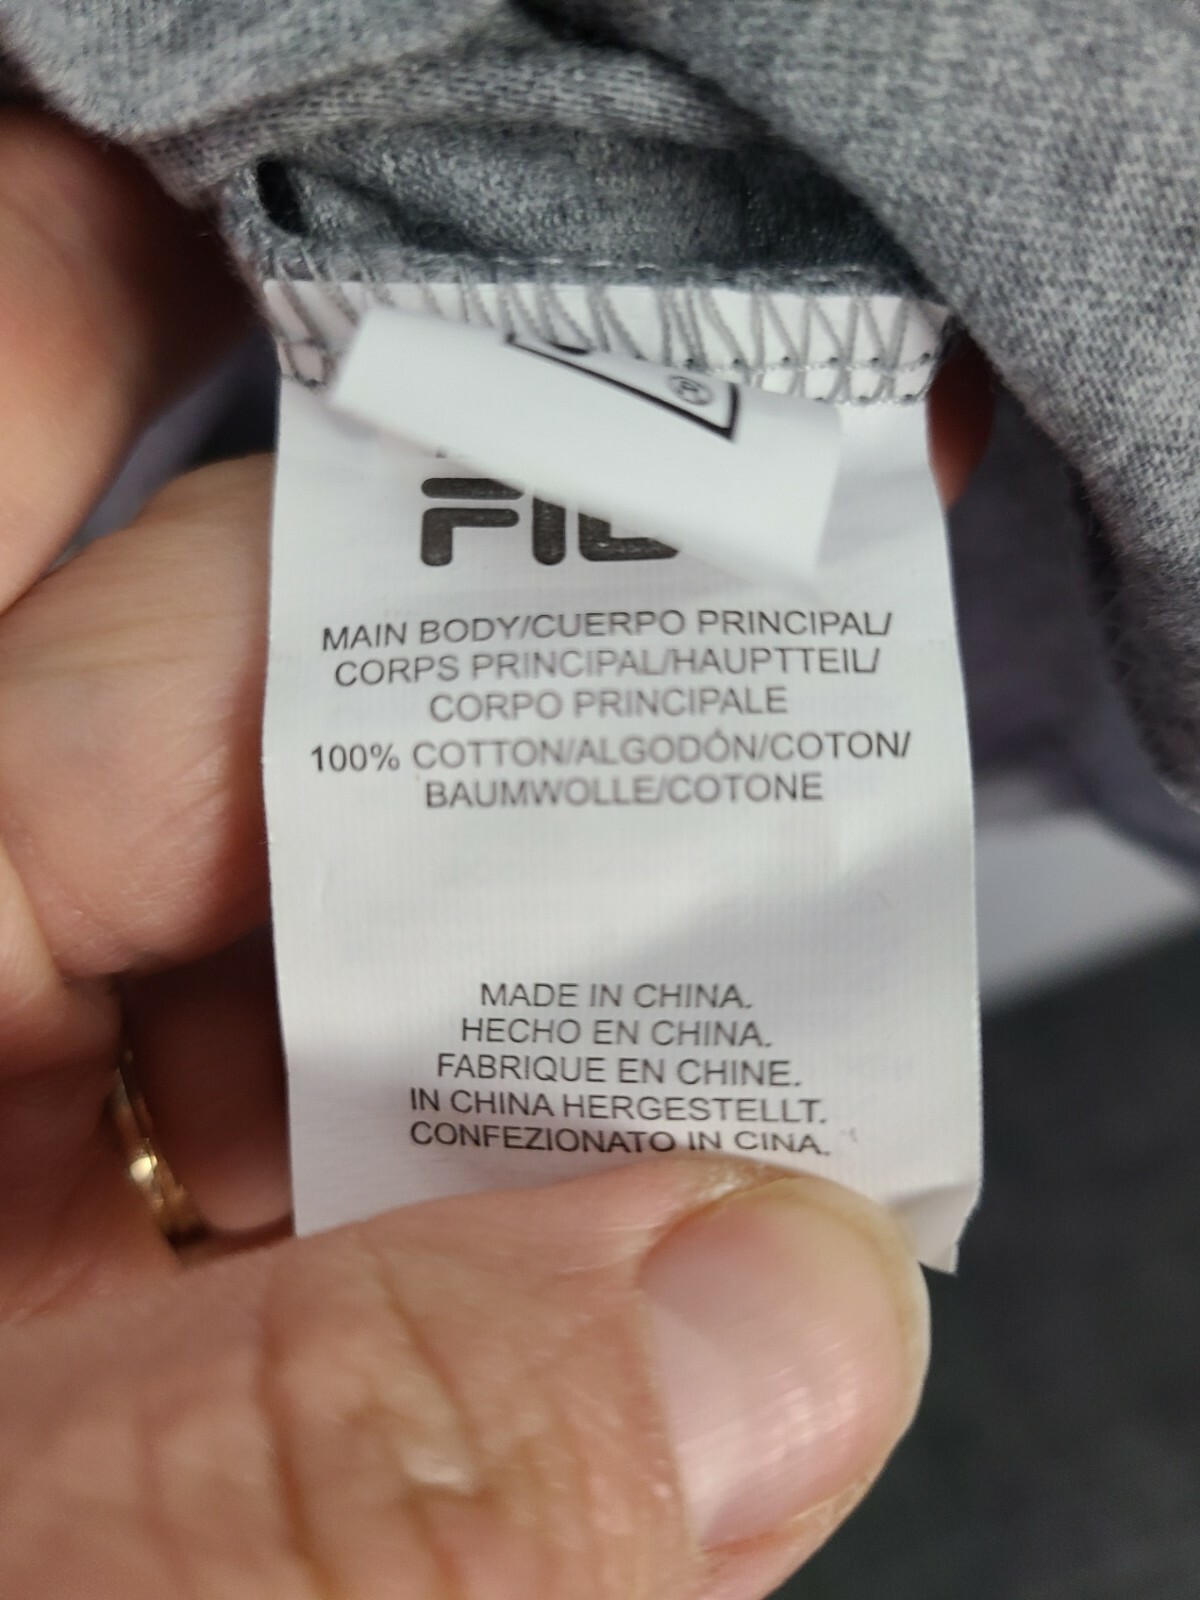 ®
MAIN BODY/CUERPO PRINCIPAL/
CORPS PRINCIPAL/HAUPTTEIL/
CORPO PRINCIPALE
100% COTTON/ALGODÓN/COTON/
BAUMWOLLE/COTONE
MADE IN CHINA.
HECHO EN CHINA.
FABRIQUE EN CHINE.
IN CHINA HERGESTELLT.
CONFEZIONATO IN CINA.